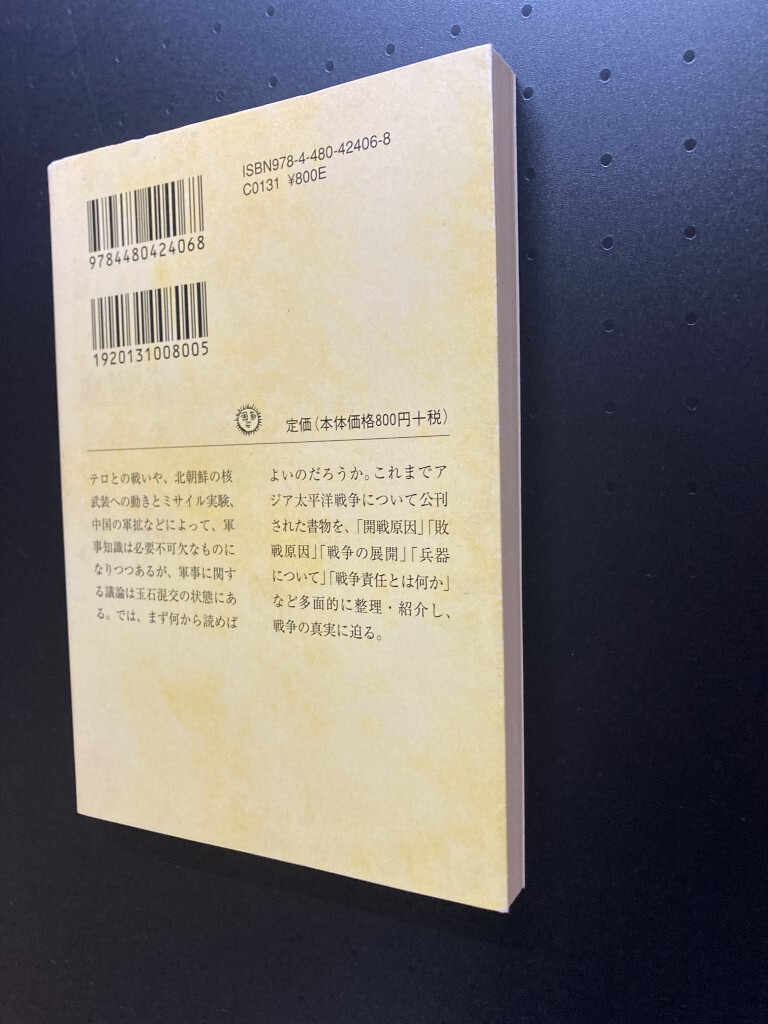 ISBN978-4-480-42406-8
C0131 ¥800E
9784480424068
1920131008005
定価(本体価格800円+税)
テロとの戦いや、北朝鮮の核
武装への動きとミサイル実験、
中国の軍拡などによって、軍
事知識は必要不可欠なものに
なりつつあるが、軍事に関す
る議論は玉石混交の状態にあ
る。では、まず何から読めば
よいのだろうか。これまでア
ジア太平洋戦争について公刊
された書物を、「開戦原因」「敗
戦原因」「戦争の展開」「兵器
について」「戦争責任とは何か」
など多面的に整理・紹介し、
戦争の真実に迫る。